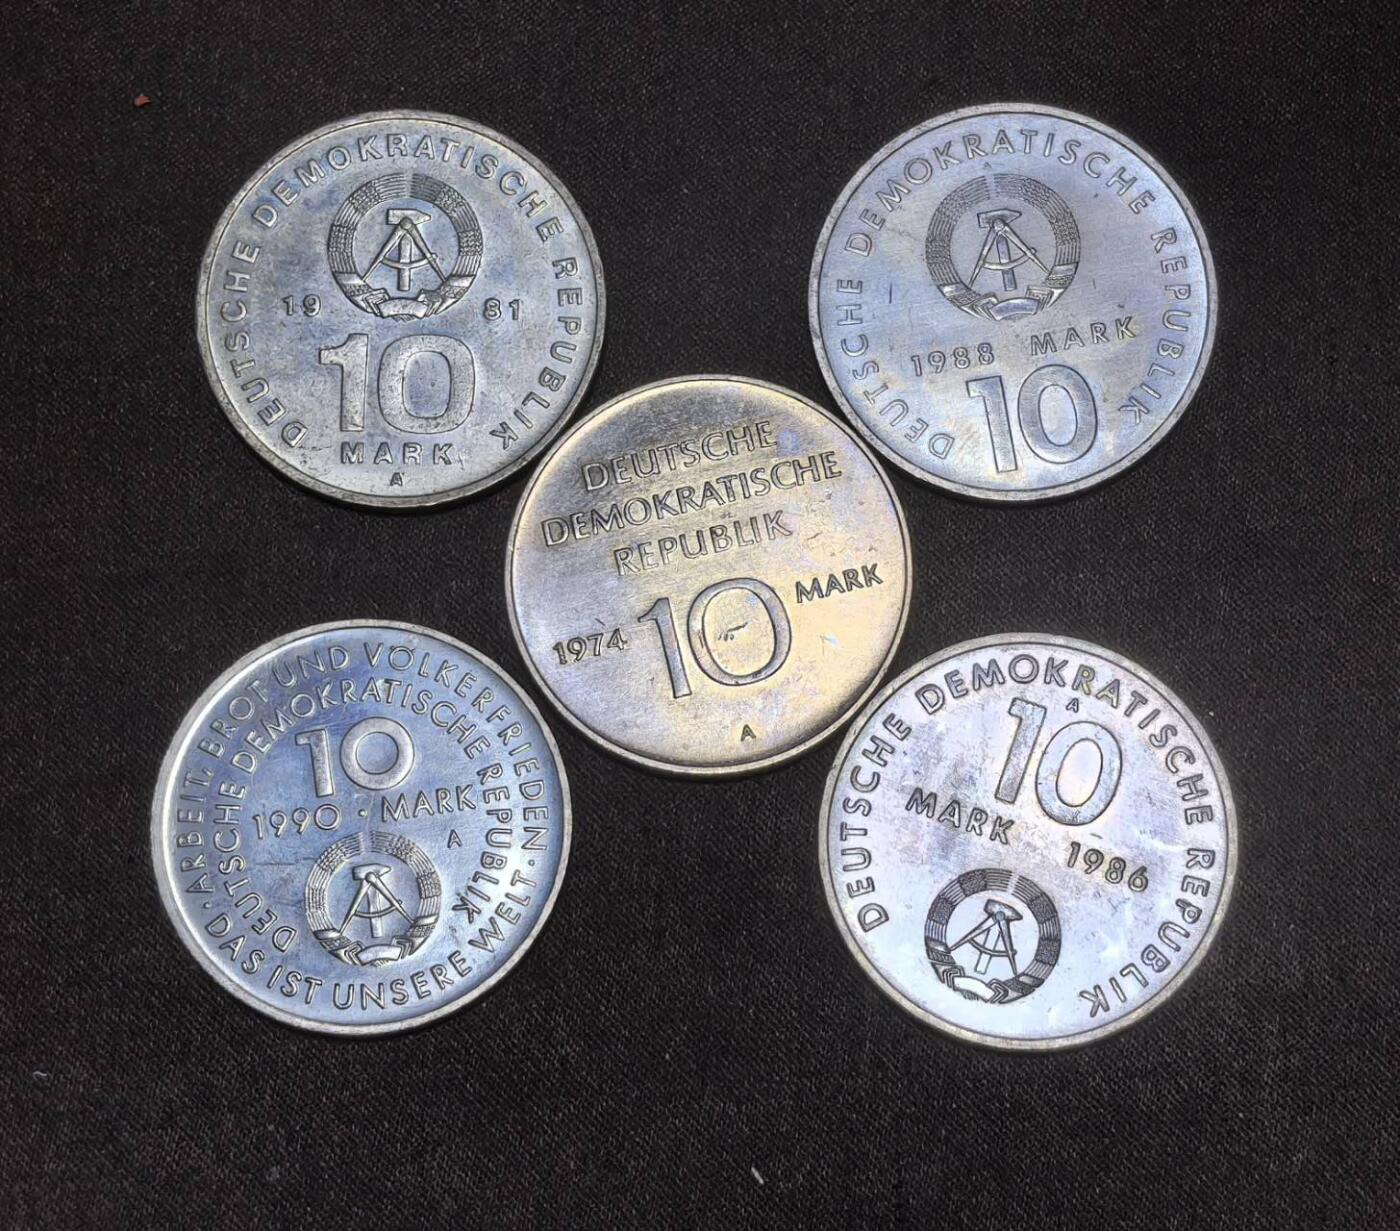 DEUTSCHE DEMOKRATISCHE REPUBLIK
19 81
10
MARK
A
DEUTSCHE DEMOKRATISCHE REPUBLIK
1988 MARK
10
DEUTSCHE
DEMOKRATISCHE
REPUBLIK
1974 10 MARK
A
· ARBEIT, BROT UND VÖLKERFRIEDEN · DAS IST UNSERE WELT
DEUTSCHE DEMOKRATISCHE REPUBLIK
10
1990 · MARK
A
DEUTSCHE DEMOKRATISCHE REPUBLIK
A
10
MARK 1986